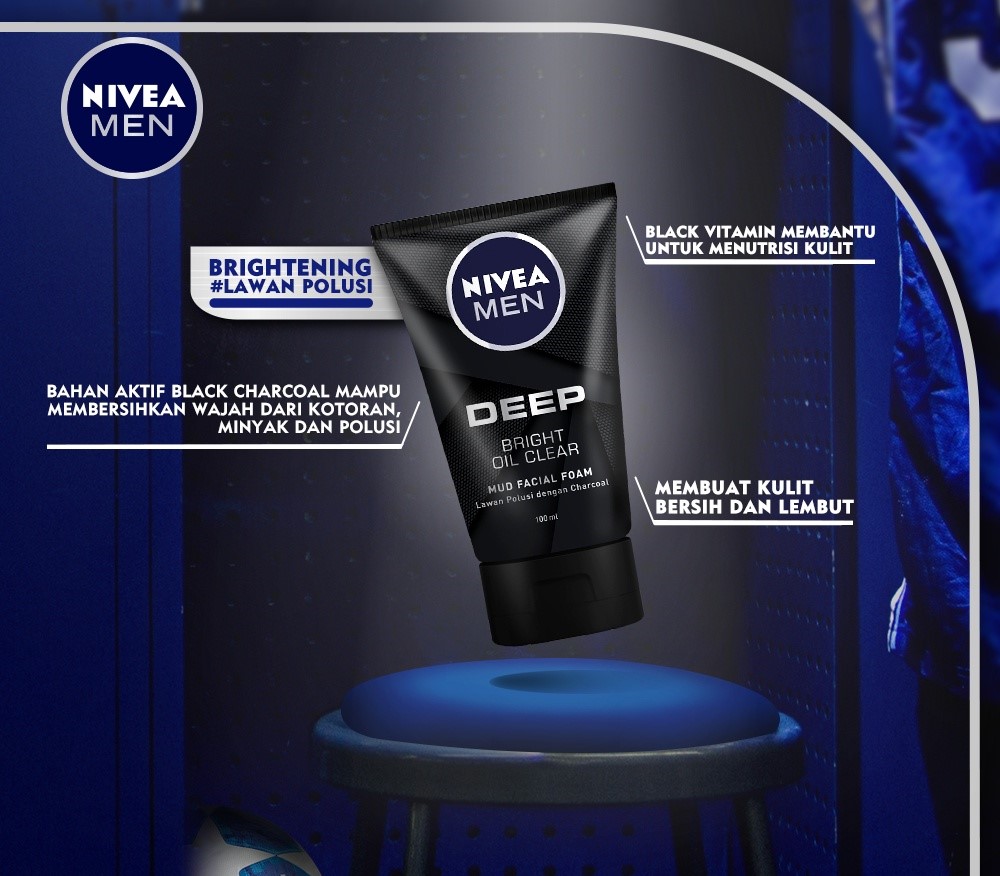 NIVEA
MEN
BLACK VITAMIN MEMBANTU
UNTUK MENUTRISI KULIT
BRIGHTENING
#LAWAN POLUSI
NIVEA
MEN
BAHAN AKTIF BLACK CHARCOAL MAMPU
MEMBERSIHKAN WAJAH DARI KOTORAN,
MINYAK DAN POLUSI
DEEP
BRIGHT
OIL CLEAR
MUD FACIAL FOAM
Lawan Polusi dengan Charcoal
100 ml
MEMBUAT KULIT
BERSIH DAN LEMBUT